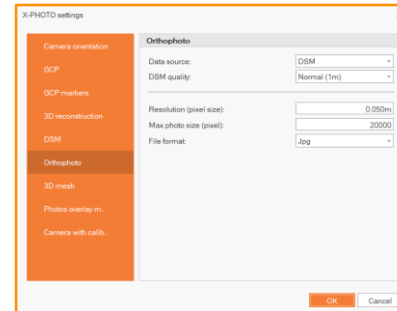 X-PHOTO settings
Camera orientation
GCP
GCP markers
3D reconstruction
DSM
Orthophoto
3D mesh
Photos overlay m..
Camera with calib..
Orthophoto
Data source: DSM
DSM quality: Normal (1m)
Resolution (pixel size): 0.050m
Max photo size (pixel): 20000
File format: Jpg
OK Cancel